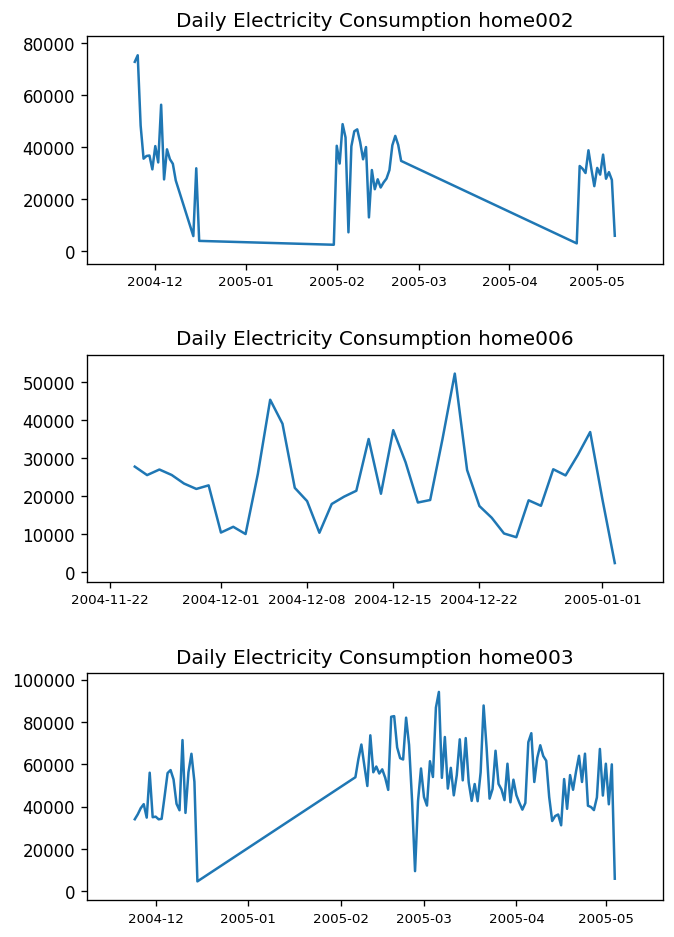 Daily Electricity Consumption home002
80000
60000
40000
20000
0
2004-12 2005-01 2005-02 2005-03 2005-04 2005-05
Daily Electricity Consumption home006
50000
40000
30000
20000
10000
0
2004-11-22 2004-12-01 2004-12-08 2004-12-15 2004-12-22 2005-01-01
Daily Electricity Consumption home003
100000
80000
60000
40000
20000
0
2004-12 2005-01 2005-02 2005-03 2005-04 2005-05